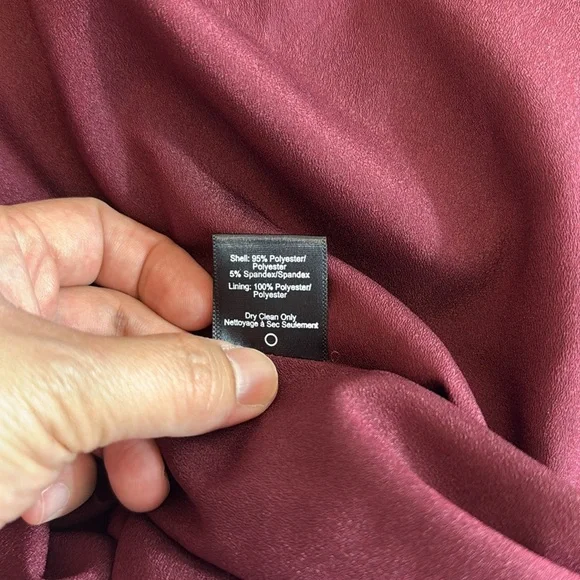 Shell: 95% Polyester/
Polyester
5% Spandex/Spandex
Lining: 100% Polyester/
Polyester
Dry Clean Only
Nettoyage à Sec Seulement